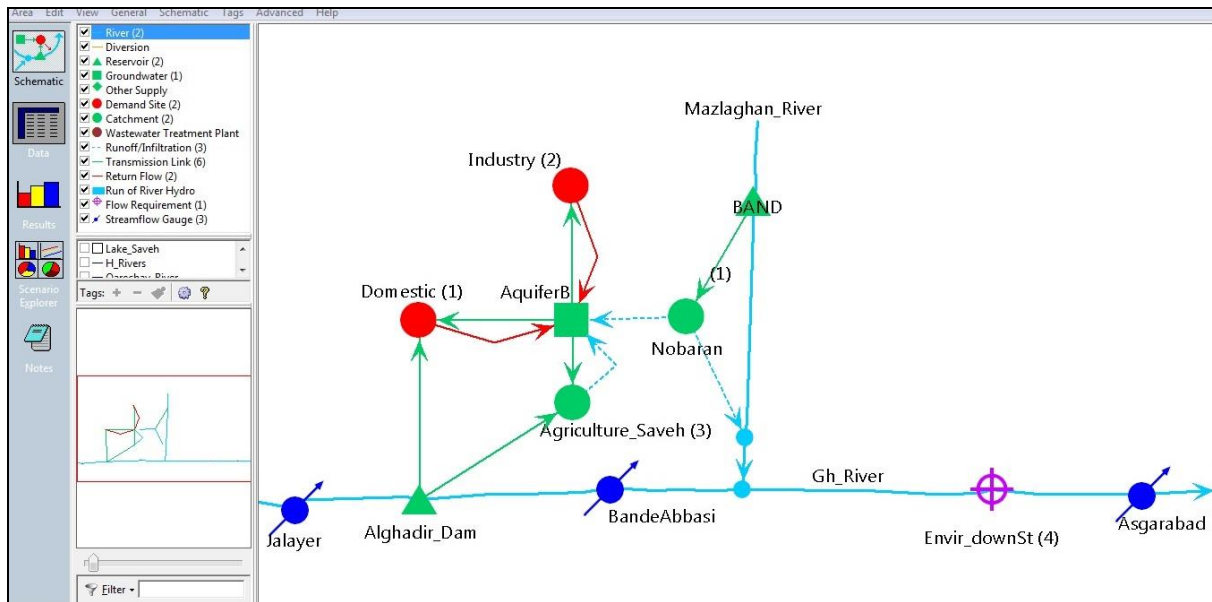 Area Edit View General Schematic Tags Advanced Help
Schematic
Data
Results
Scenario
Explorer
Notes
River (2)
Diversion
Reservoir (2)
Groundwater (1)
Other Supply
Demand Site (2)
Catchment (2)
Wastewater Treatment Plant
Runoff/Infiltration (3)
Transmission Link (6)
Return Flow (2)
Run of River Hydro
Flow Requirement (1)
Streamflow Gauge (3)
Lake_Saveh
H_Rivers
Tags: + − ?
Filter
Mazlaghan_River
Industry (2)
BAND
(1)
Domestic (1)
AquiferB
Nobaran
Agriculture_Saveh (3)
Gh_River
Jalayer
Alghadir_Dam
BandeAbbasi
Envir_downSt (4)
Asgarabad